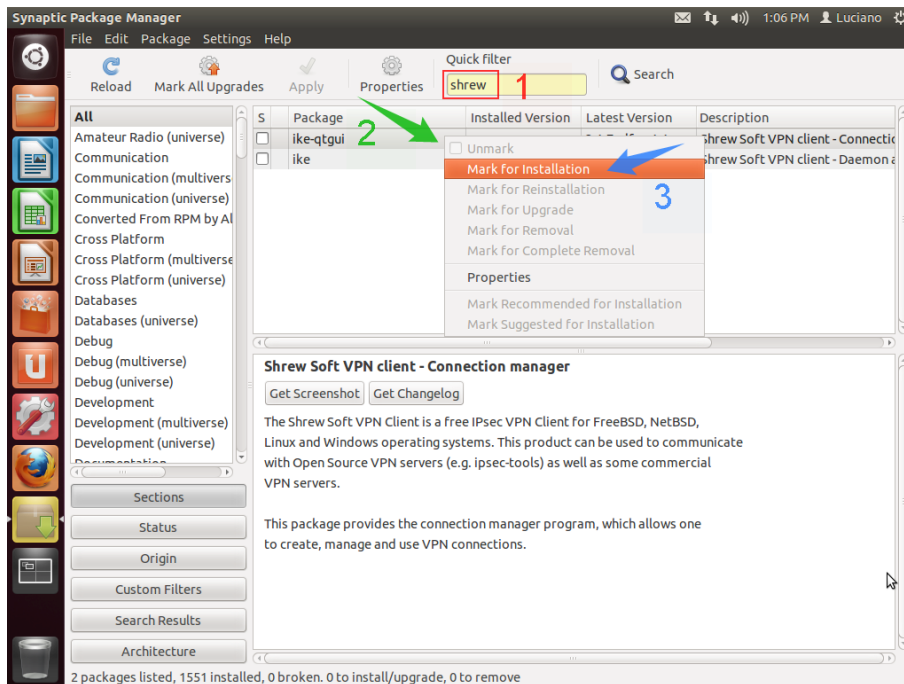 Synaptic Package Manager
1:06 PM Luciano
File Edit Package Settings Help
Quick filter
Reload Mark All Upgrades Apply Properties shrew 1 Search
All
S Package Installed Version Latest Version Description
Amateur Radio (universe)
Communication
Communication (multivers
Communication (universe)
Converted From RPM by Al
Cross Platform
Cross Platform (multiverse
Cross Platform (universe)
Databases
Databases (universe)
Debug
Debug (multiverse)
Debug (universe)
Development
Development (multiverse)
Development (universe)
ike-qtgui 2 Shrew Soft VPN client - Connectio
ike Shrew Soft VPN client - Daemon a
Unmark
Mark for Installation
Mark for Reinstallation 3
Mark for Upgrade
Mark for Removal
Mark for Complete Removal
Properties
Mark Recommended for Installation
Mark Suggested for Installation
Shrew Soft VPN client - Connection manager
Get Screenshot Get Changelog
The Shrew Soft VPN Client is a free IPsec VPN Client for FreeBSD, NetBSD,
Linux and Windows operating systems. This product can be used to communicate
with Open Source VPN servers (e.g. ipsec-tools) as well as some commercial
VPN servers.
This package provides the connection manager program, which allows one
to create, manage and use VPN connections.
Sections
Status
Origin
Custom Filters
Search Results
Architecture
2 packages listed, 1551 installed, 0 broken. 0 to install/upgrade, 0 to remove